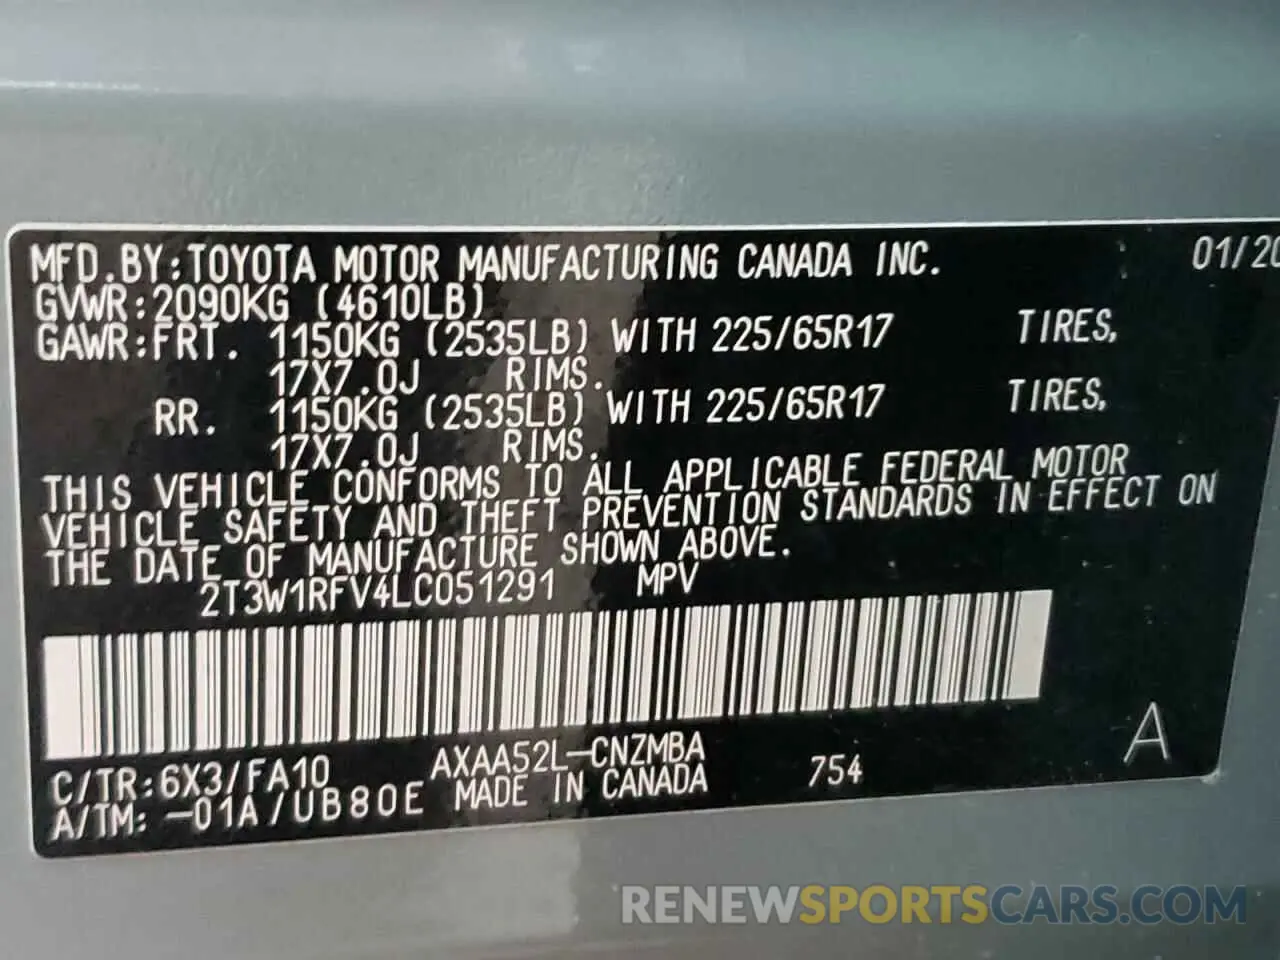 MFD.BY:TOYOTA MOTOR MANUFACTURING CANADA INC. 01/20
GVWR:2090KG (4610LB)
GAWR:FRT. 1150KG (2535LB) WITH 225/65R17 TIRES,
17X7.0J RIMS.
RR. 1150KG (2535LB) WITH 225/65R17 TIRES,
17X7.0J RIMS.
THIS VEHICLE CONFORMS TO ALL APPLICABLE FEDERAL MOTOR
VEHICLE SAFETY AND THEFT PREVENTION STANDARDS IN EFFECT ON
THE DATE OF MANUFACTURE SHOWN ABOVE.
2T3W1RFV4LC051291 MPV
C/TR:6X3/FA10 AXAA52L-CNZMBA 754 A
A/TM: -01A/UB80E MADE IN CANADA
RENEWSPORTSCARS.COM